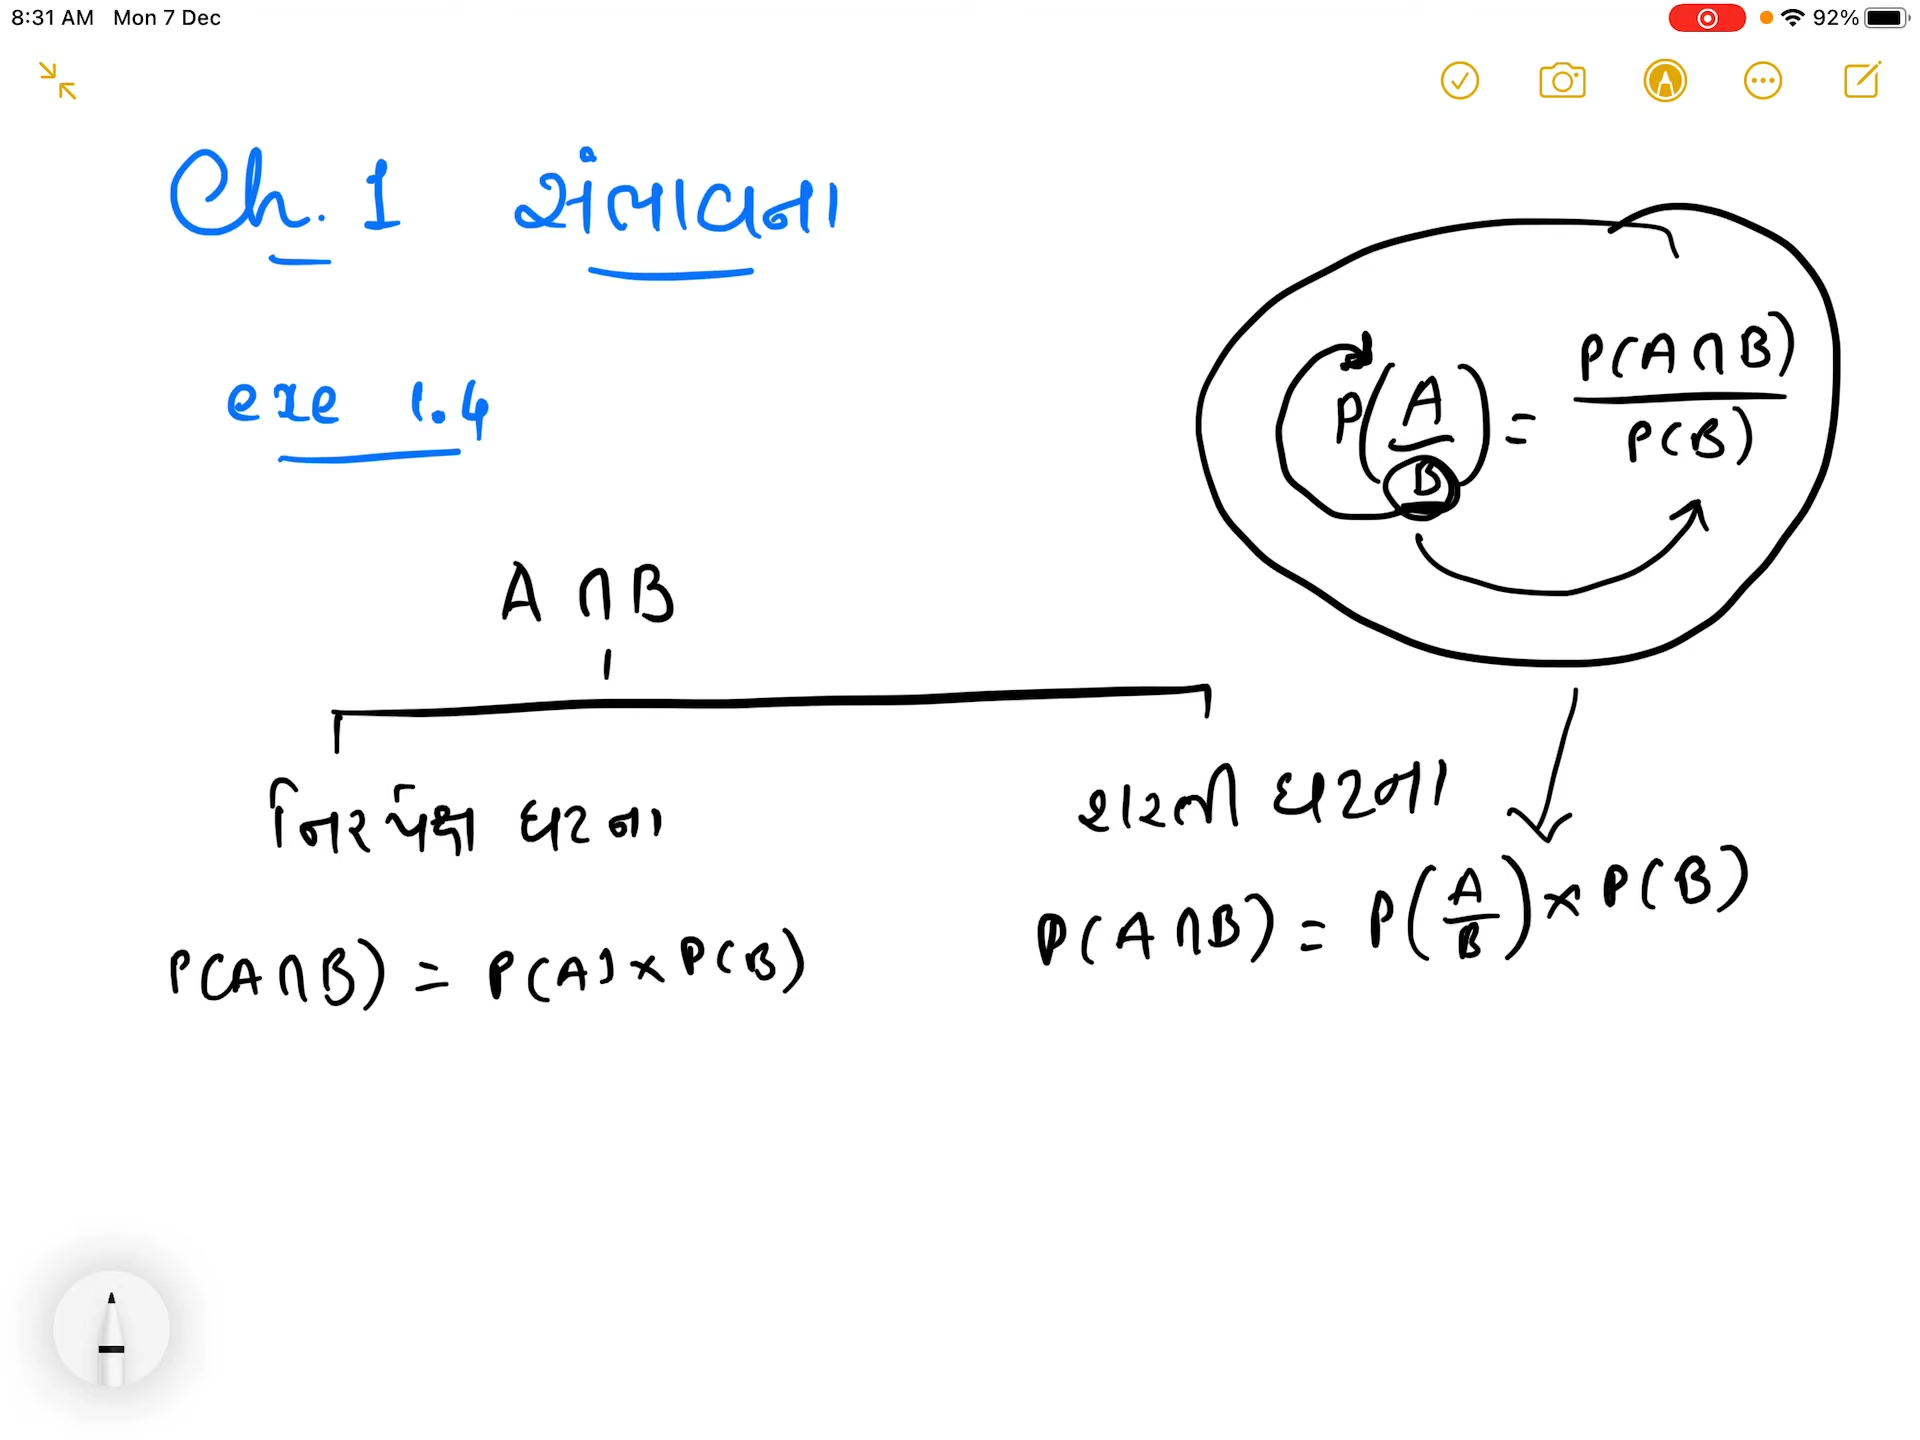 8:31 AM Mon 7 Dec 92%
Ch. 1 સંભાવના
exe 1.4
P(A/B) = P(A∩B)/P(B)
A ∩ B
નિરપેક્ષ ઘટના
શરતી ઘટના
P(A∩B) = P(A) × P(B)
P(A∩B) = P(A/B) × P(B)